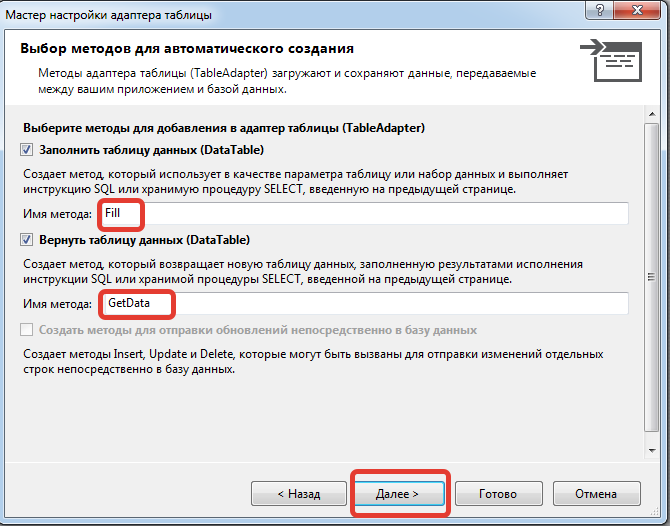 Мастер настройки адаптера таблицы
?
Выбор методов для автоматического создания
Методы адаптера таблицы (TableAdapter) загружают и сохраняют данные, передаваемые
между вашим приложением и базой данных.
Выберите методы для добавления в адаптер таблицы (TableAdapter)
Заполнить таблицу данных (DataTable)
Создает метод, который использует в качестве параметра таблицу или набор данных и выполняет
инструкцию SQL или хранимую процедуру SELECT, введенную на предыдущей странице.
Имя метода: Fill
Вернуть таблицу данных (DataTable)
Создает метод, который возвращает новую таблицу данных, заполненную результатами исполнения
инструкции SQL или хранимой процедуры SELECT, введенной на предыдущей странице.
Имя метода: GetData
Создать методы для отправки обновлений непосредственно в базу данных
Создает методы Insert, Update и Delete, которые могут быть вызваны для отправки изменений отдельных
строк непосредственно в базу данных.
< Назад Далее > Готово Отмена